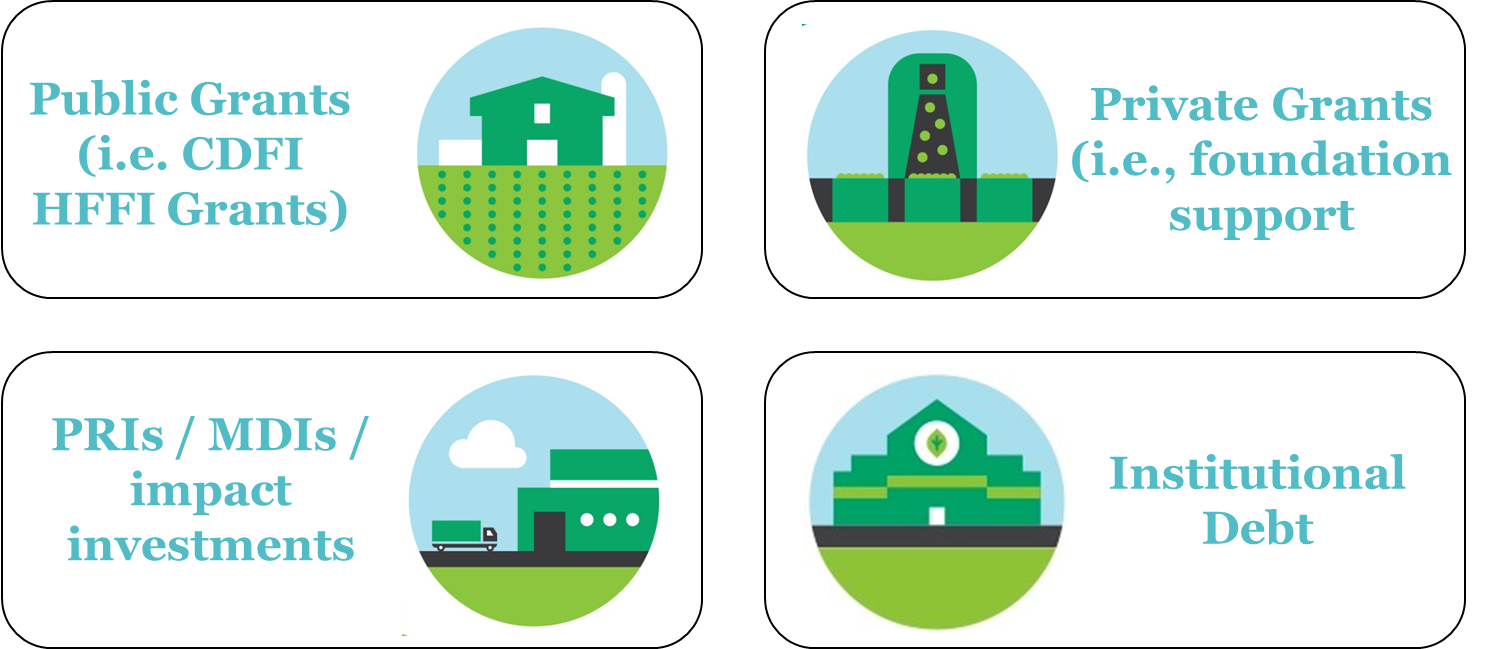 Public Grants
(i.e. CDFI
HFFI Grants)
Private Grants
(i.e., foundation
support
PRIs / MDIs /
impact
investments
Institutional
Debt